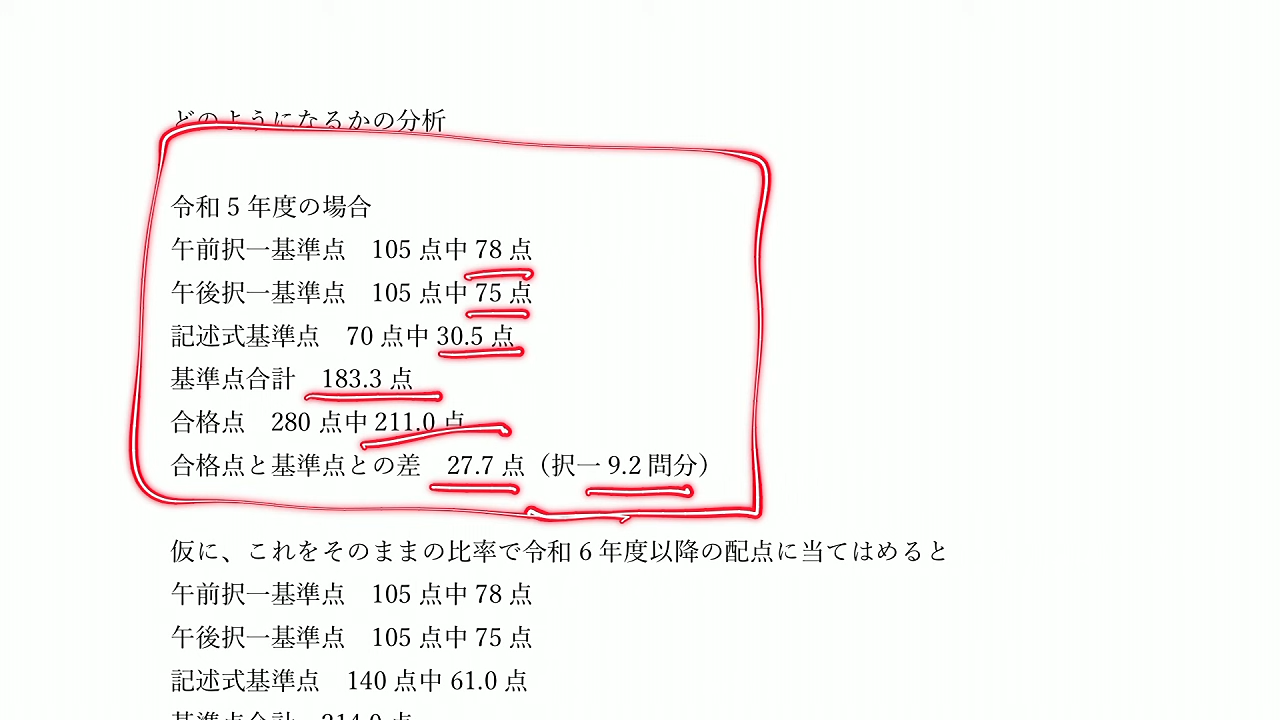 どのようになるかの分析
令和 5 年度の場合
午前択一基準点　105 点中 78 点
午後択一基準点　105 点中 75 点
記述式基準点　70 点中 30.5 点
基準点合計　183.3 点
合格点　280 点中 211.0 点
合格点と基準点との差　27.7 点（択一 9.2 問分）
仮に、これをそのままの比率で令和 6 年度以降の配点に当てはめると
午前択一基準点　105 点中 78 点
午後択一基準点　105 点中 75 点
記述式基準点　140 点中 61.0 点
基準点合計　214.0 点